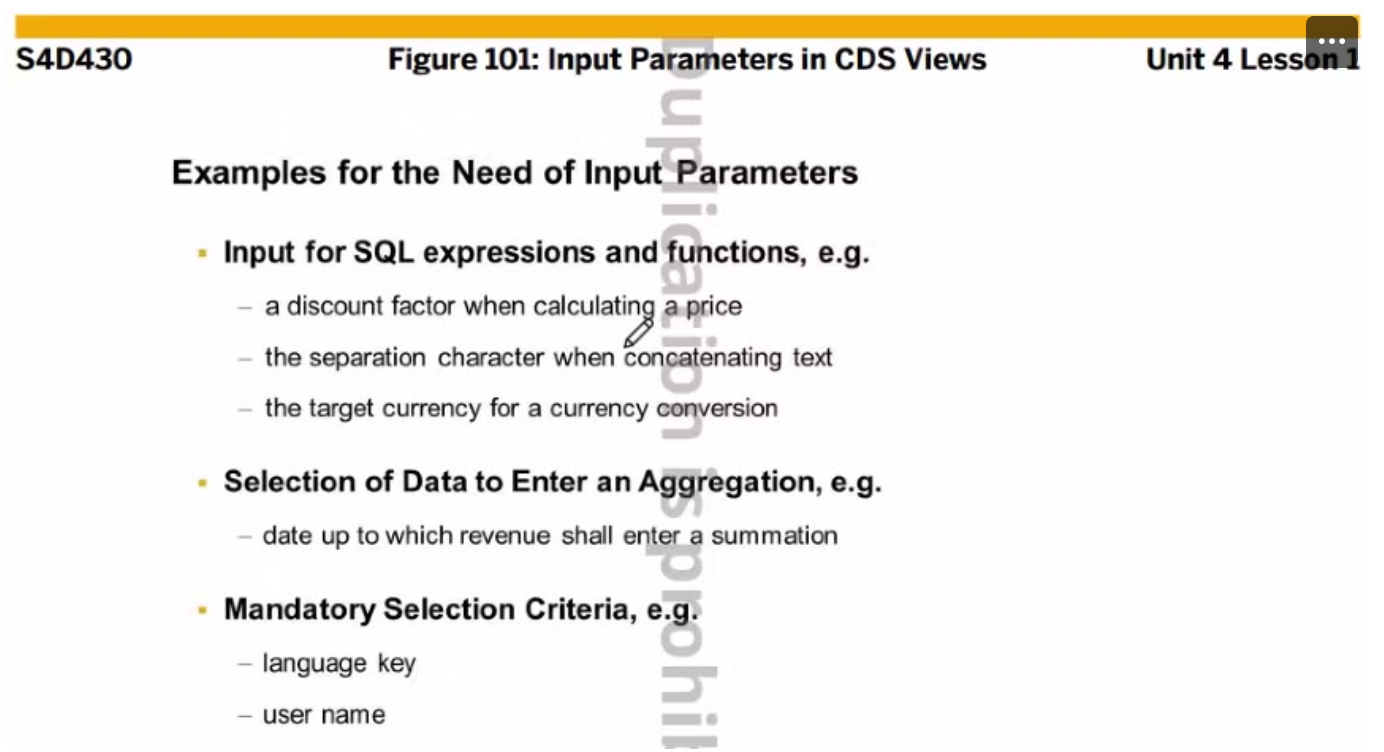 S4D430 Figure 101: Input Parameters in CDS Views Unit 4 Lesson 1
Examples for the Need of Input Parameters
▪ Input for SQL expressions and functions, e.g.
– a discount factor when calculating a price
– the separation character when concatenating text
– the target currency for a currency conversion
▪ Selection of Data to Enter an Aggregation, e.g.
– date up to which revenue shall enter a summation
▪ Mandatory Selection Criteria, e.g.
– language key
– user name
Duplication is prohib